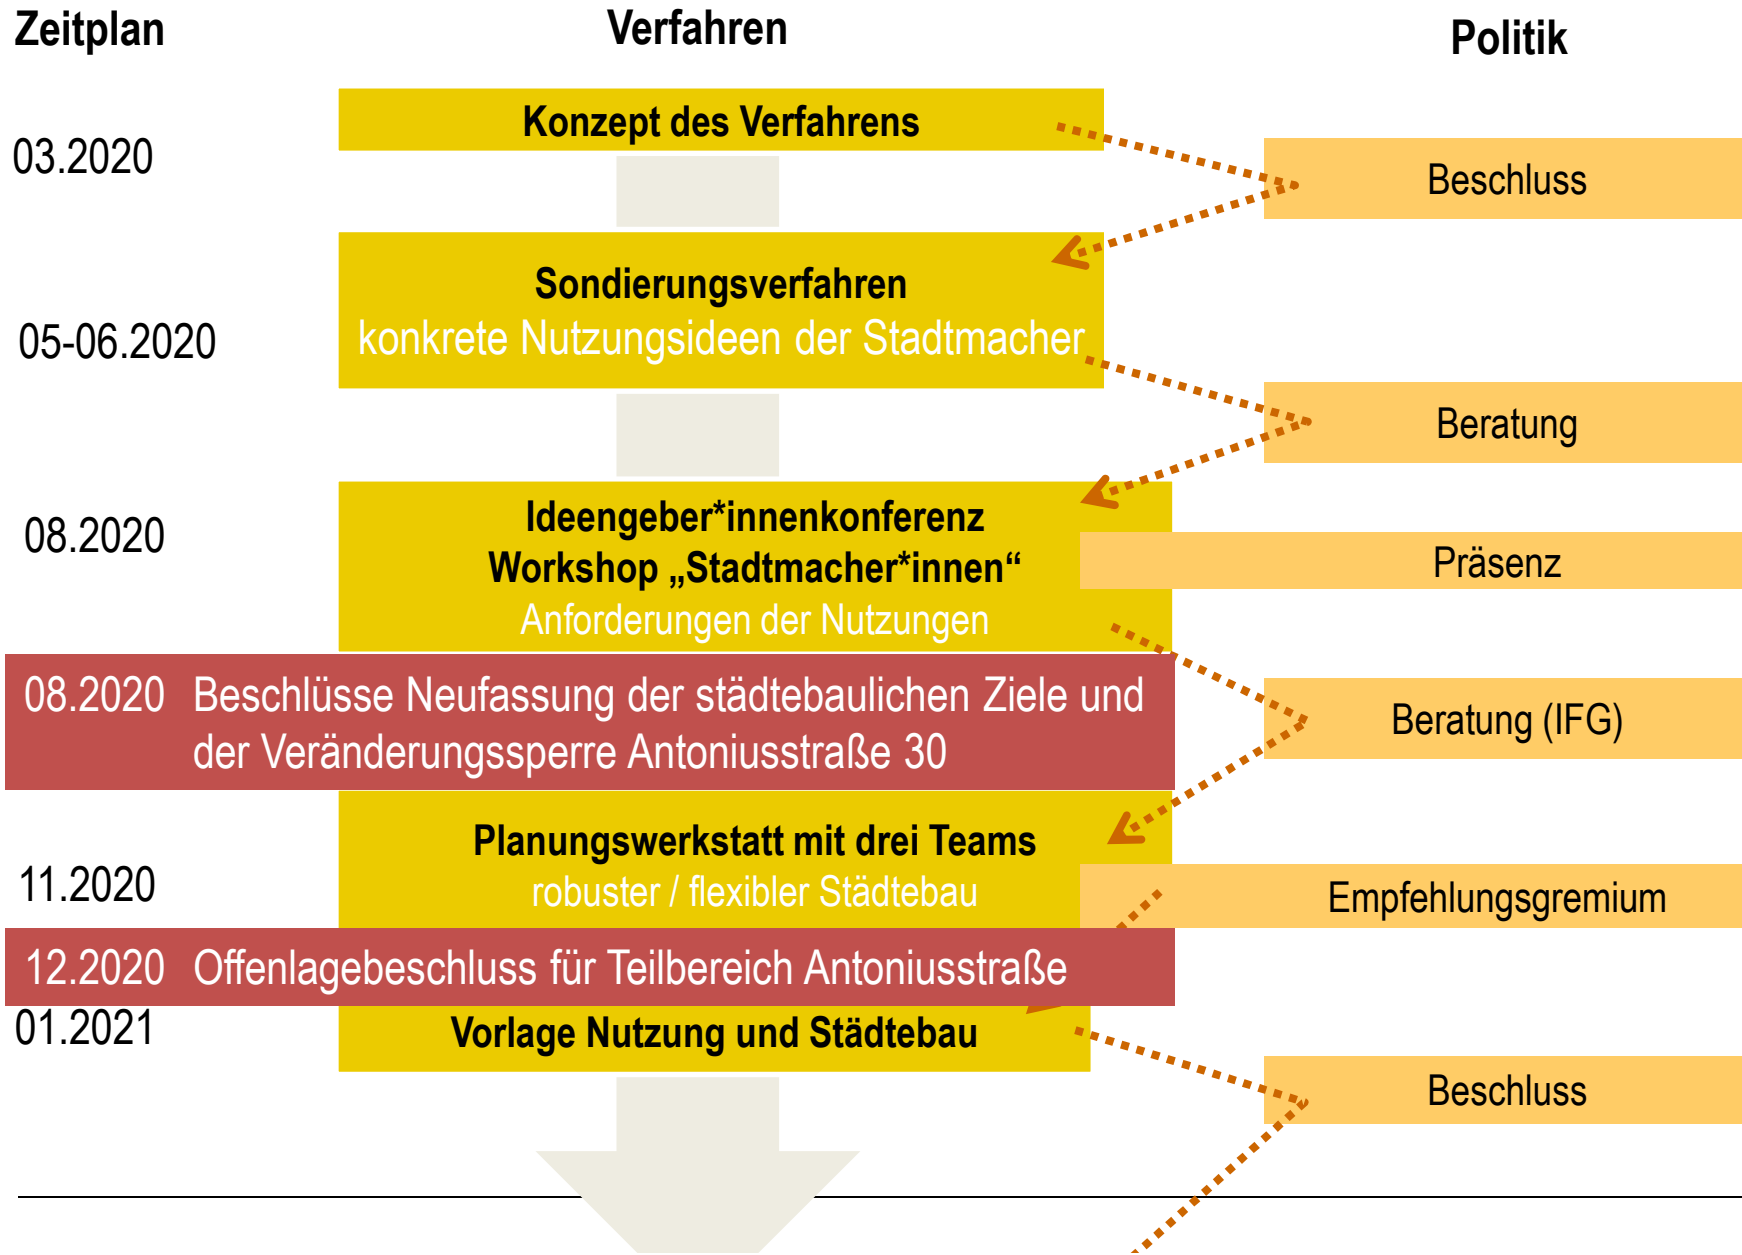 Zeitplan
Verfahren
Politik
Konzept des Verfahrens
03.2020
Beschluss
Sondierungsverfahren
05-06.2020
konkrete Nutzungsideen der Stadtmacher
Beratung
Ideengeber*innenkonferenz
08.2020
Workshop „Stadtmacher*innen“
Präsenz
Anforderungen der Nutzungen
08.2020 Beschlüsse Neufassung der städtebaulichen Ziele und
der Veränderungssperre Antoniusstraße 30
Beratung (IFG)
Planungswerkstatt mit drei Teams
11.2020
robuster / flexibler Städtebau
Empfehlungsgremium
12.2020 Offenlagebeschluss für Teilbereich Antoniusstraße
01.2021
Vorlage Nutzung und Städtebau
Beschluss